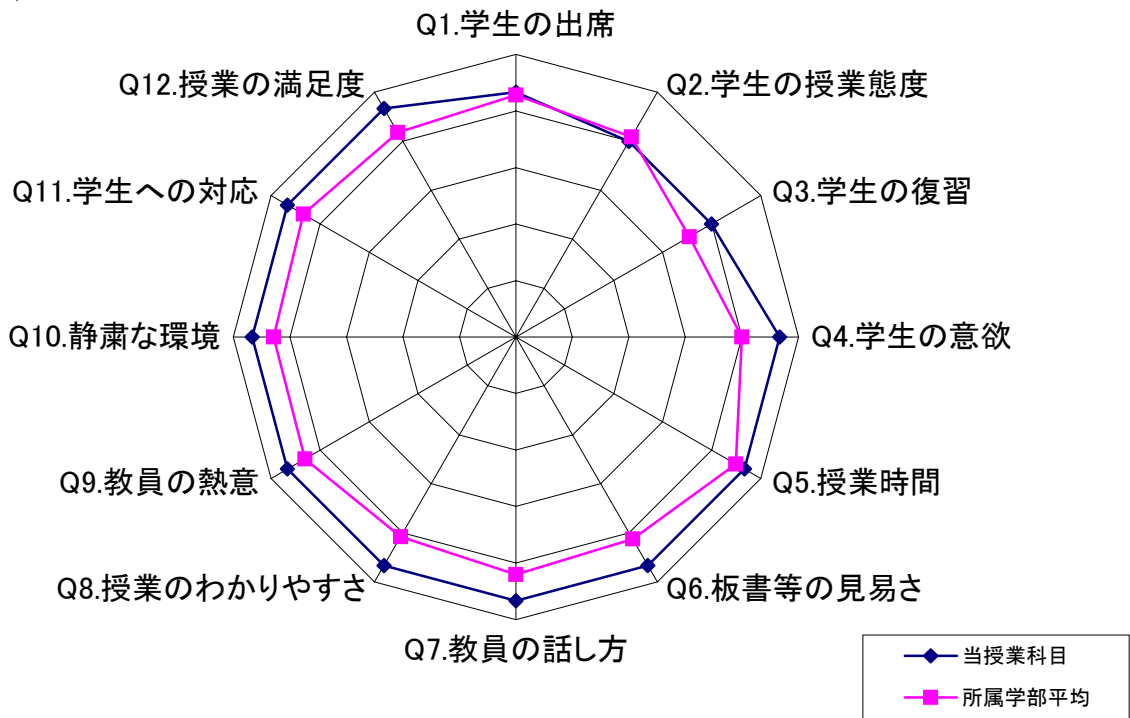 Q1.学生の出席
Q2.学生の授業態度
Q3.学生の復習
Q4.学生の意欲
Q5.授業時間
Q6.板書等の見易さ
Q7.教員の話し方
Q8.授業のわかりやすさ
Q9.教員の熱意
Q10.静粛な環境
Q11.学生への対応
Q12.授業の満足度
当授業科目
所属学部平均